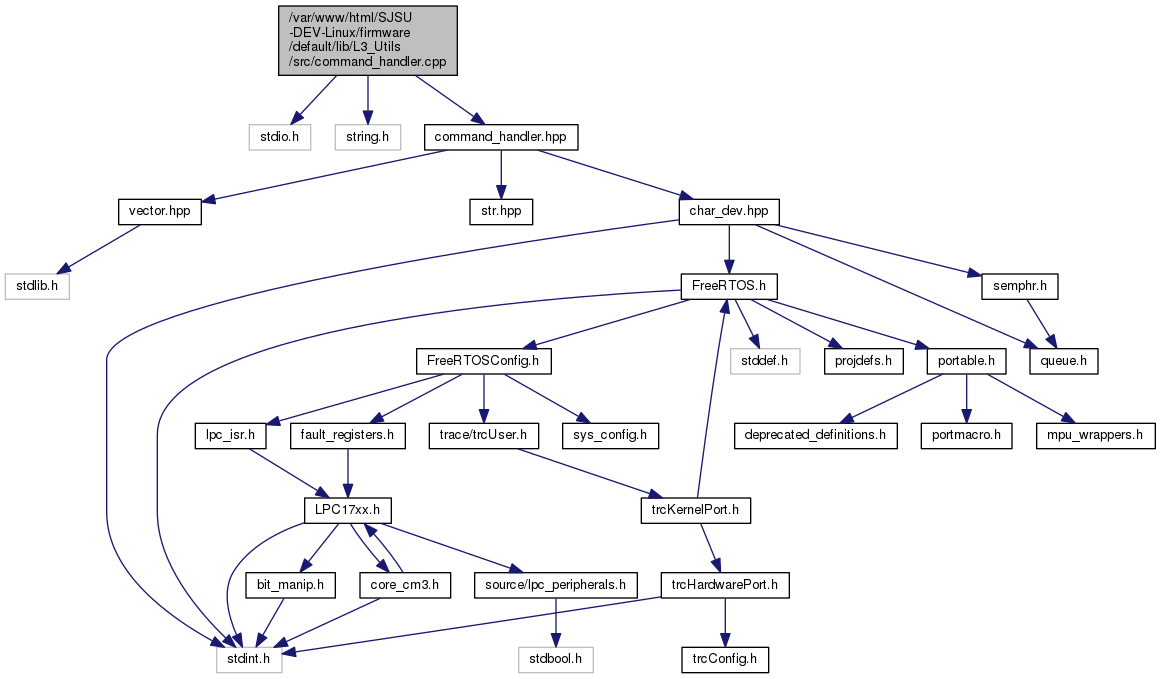 /var/www/html/SJSU
-DEV-Linux/firmware
/default/lib/L3_Utils
/src/command_handler.cpp
stdio.h
string.h
command_handler.hpp
vector.hpp
str.hpp
char_dev.hpp
stdlib.h
FreeRTOS.h
semphr.h
FreeRTOSConfig.h
stddef.h
projdefs.h
portable.h
queue.h
lpc_isr.h
fault_registers.h
trace/trcUser.h
sys_config.h
deprecated_definitions.h
portmacro.h
mpu_wrappers.h
LPC17xx.h
trcKernelPort.h
bit_manip.h
core_cm3.h
source/lpc_peripherals.h
trcHardwarePort.h
stdint.h
stdbool.h
trcConfig.h